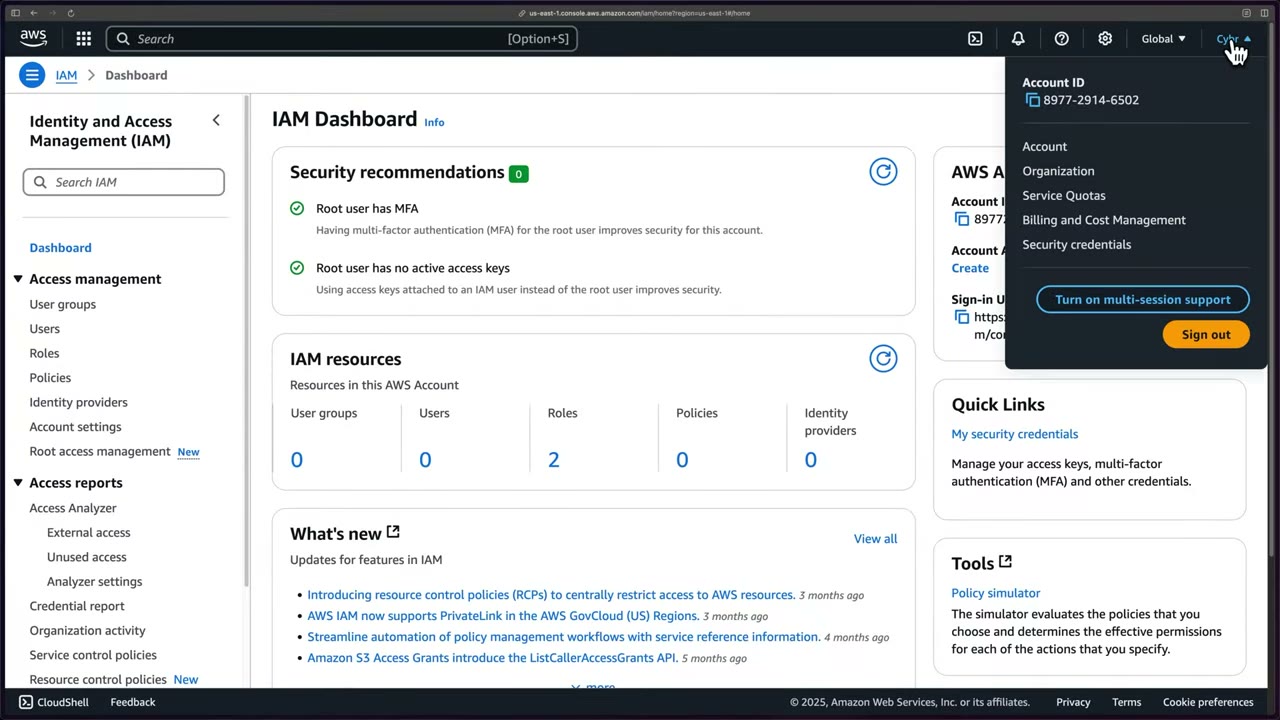 us-east-1.console.aws.amazon.com/iam/home?region=us-east-1#/home
aws
Search
[Option+S]
Global
Cybr
IAM
Dashboard
Account ID
8977-2914-6502
Account
Organization
Service Quotas
Billing and Cost Management
Security credentials
Turn on multi-session support
Sign out
Identity and Access
Management (IAM)
Search IAM
Dashboard
Access management
User groups
Users
Roles
Policies
Identity providers
Account settings
Root access management New
Access reports
Access Analyzer
External access
Unused access
Analyzer settings
Credential report
Organization activity
Service control policies
Resource control policies New
IAM Dashboard Info
Security recommendations 0
Root user has MFA
Having multi-factor authentication (MFA) for the root user improves security for this account.
Root user has no active access keys
Using access keys attached to an IAM user instead of the root user improves security.
IAM resources
Resources in this AWS Account
User groups
0
Users
0
Roles
2
Policies
0
Identity
providers
0
What's new
View all
Updates for features in IAM
Introducing resource control policies (RCPs) to centrally restrict access to AWS resources. 3 months ago
AWS IAM now supports PrivateLink in the AWS GovCloud (US) Regions. 3 months ago
Streamline automation of policy management workflows with service reference information. 4 months ago
Amazon S3 Access Grants introduce the ListCallerAccessGrants API. 5 months ago
more
AWS A
Account I
8977
Account A
Create
Sign-in U
https:
m/con
Quick Links
My security credentials
Manage your access keys, multi-factor
authentication (MFA) and other credentials.
Tools
Policy simulator
The simulator evaluates the policies that you
choose and determines the effective permissions
for each of the actions that you specify.
CloudShell
Feedback
© 2025, Amazon Web Services, Inc. or its affiliates.
Privacy
Terms
Cookie preferences